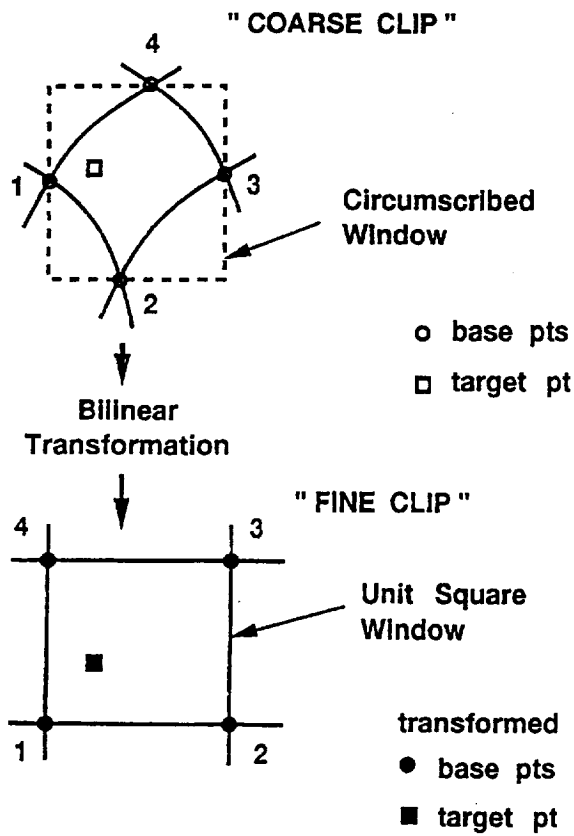 "COARSE CLIP"
4
1
3
Circumscribed
Window
2
base pts
target pt
Bilinear
Transformation
"FINE CLIP"
4
3
Unit Square
Window
1
2
transformed
base pts
target pt